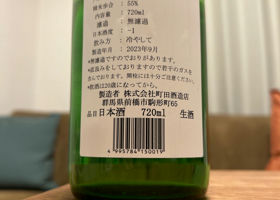 精米歩合 : 55%
内容量 : 720ml
濾過 : 無濾過
日本酒度 : -1
飲み方 : 冷やして
製造年月 : 2023年9月
※無濾過ですのでおりがあります。
※直汲みをしておりますので若干のガスを
含んでおります。開栓には十分ご注意ください。
※飲酒は20歳になってから。
製造者 株式会社町田酒造店
群馬県前橋市駒形町65
品目 日本酒 720ml 生酒
4 995784 150019